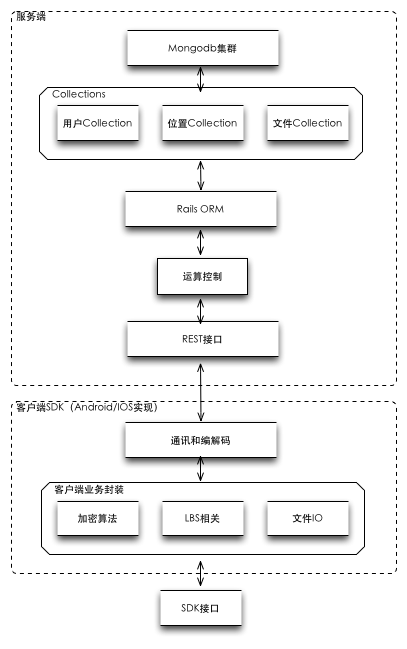 服务端
Mongodb集群
Collections
用户Collection
位置Collection
文件Collection
Rails ORM
运算控制
REST接口
客户端SDK（Android/IOS实现）
通讯和编解码
客户端业务封装
加密算法
LBS相关
文件IO
SDK接口